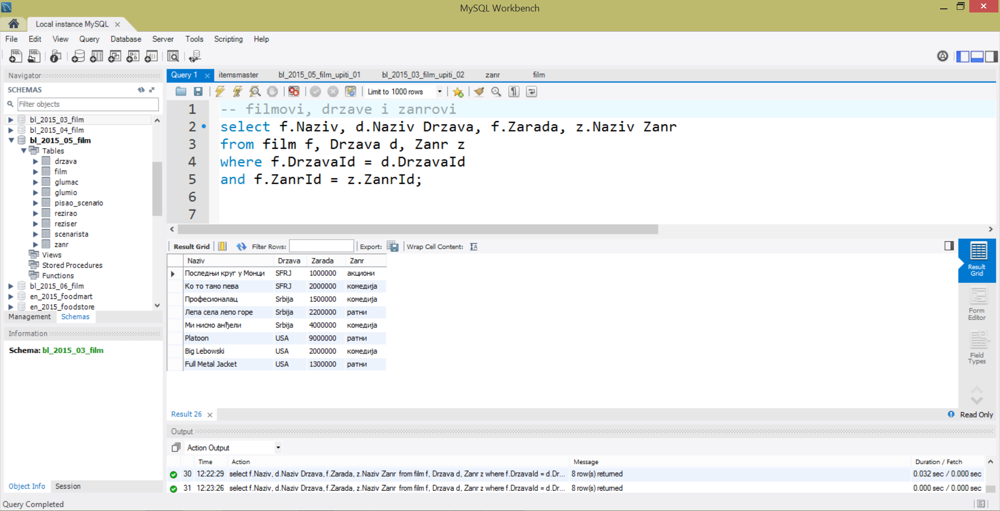 MySQL Workbench
Local instance MySQL
File Edit View Query Database Server Tools Scripting Help
Navigator
SCHEMAS
Filter objects
bl_2015_03_film
bl_2015_04_film
bl_2015_05_film
Tables
drzava
film
glumac
glumio
pisao_scenario
rezirao
reziser
scenarista
zanr
Views
Stored Procedures
Functions
bl_2015_06_film
en_2015_foodmart
en_2015_foodstore
Management Schemas
Information
Schema: bl_2015_03_film
Object Info Session
Query 1 itemsmaster bl_2015_05_film_upiti_01 bl_2015_03_film_upiti_02 zanr film
Limit to 1000 rows
1 -- filmovi, drzave i zanrovi
2 select f.Naziv, d.Naziv Drzava, f.Zarada, z.Naziv Zanr
3 from film f, Drzava d, Zanr z
4 where f.DrzavaId = d.DrzavaId
5 and f.ZanrId = z.ZanrId;
6
7
Result Grid Filter Rows: Export: Wrap Cell Content:
Naziv Drzava Zarada Zanr
Последњи круг у Монци SFRJ 1000000 акциони
Ко то тамо пева SFRJ 2000000 комедија
Професионалац Srbija 1500000 комедија
Лепа села лепо горе Srbija 2200000 ратни
Ми нисмо анђели Srbija 4000000 комедија
Platoon USA 9000000 ратни
Big Lebowski USA 2000000 комедија
Full Metal Jacket USA 1300000 ратни
Result
Grid
Form
Editor
Field
Types
Result 26
Read Only
Output
Action Output
Time Action Message Duration / Fetch
30 12:22:29 select f.Naziv, d.Naziv Drzava, f.Zarada, z.Naziv Zanr from film f, Drzava d, Zanr z where f.DrzavaId = d.Dr... 8 row(s) returned 0.032 sec / 0.000 sec
31 12:23:26 select f.Naziv, d.Naziv Drzava, f.Zarada, z.Naziv Zanr from film f, Drzava d, Zanr z where f.DrzavaId = d.Dr... 8 row(s) returned 0.000 sec / 0.000 sec
Query Completed